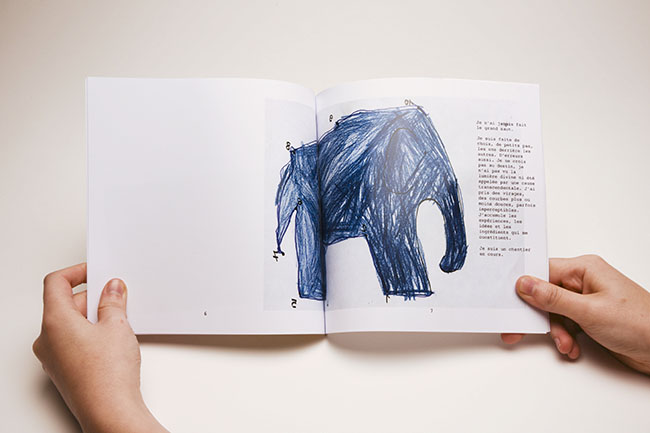 Je n'ai jamais fait
le grand saut.
Je suis faite de
choix, de petits pas,
les uns derrière les
autres. D'erreurs
aussi. Je ne crois
pas au destin, je
n'ai pas vu la
lumière divine ni été
appelée par une cause
transcendentale. J'ai
pris des virages,
des courbes plus ou
moins douces, parfois
imperceptibles.
J'accumule les
expériences, les
idées et les
ingrédients qui me
constituent.
Je suis un chantier
en cours.
6
7